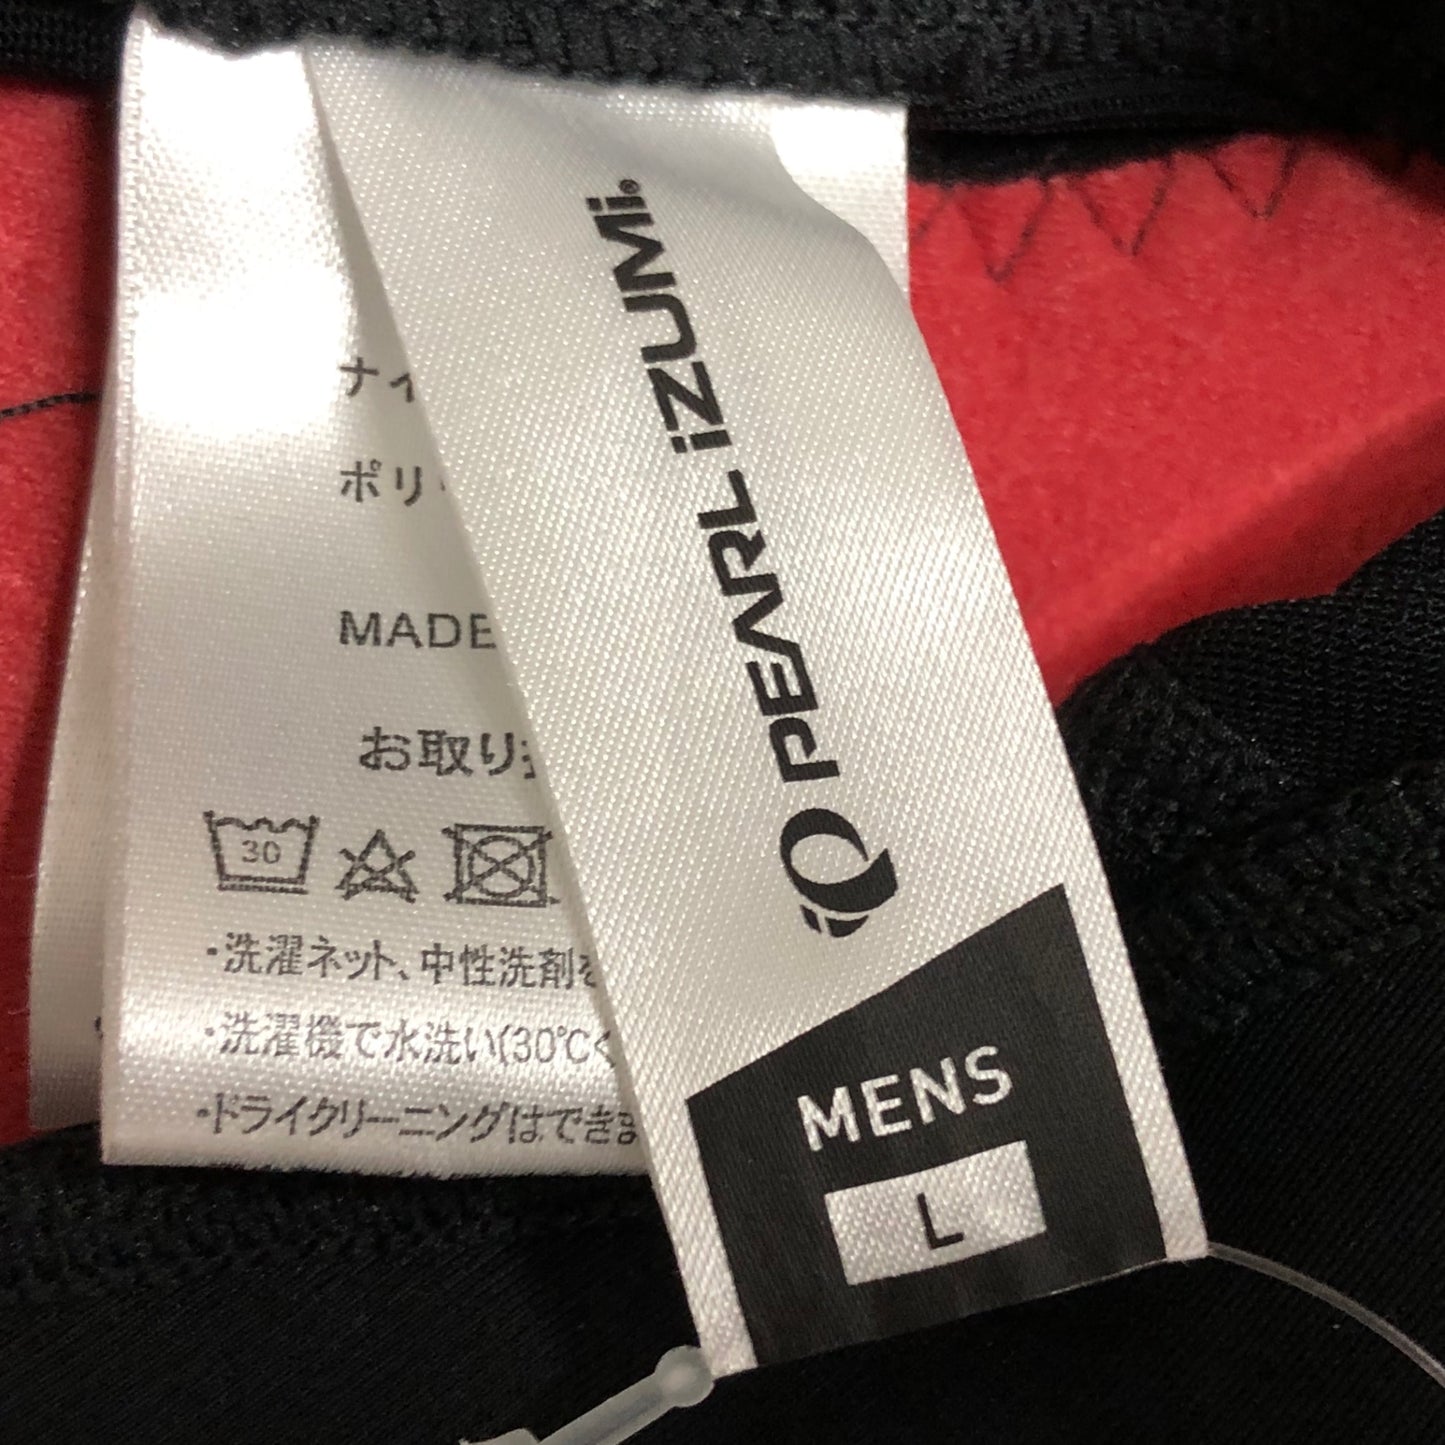 ナイ
ポリ
MADE
お取り
30
・洗濯ネット、中性洗剤を
・洗濯機で水洗い(30℃く
・ドライクリーニングはできま
PEARL iZUMi®
MENS
L